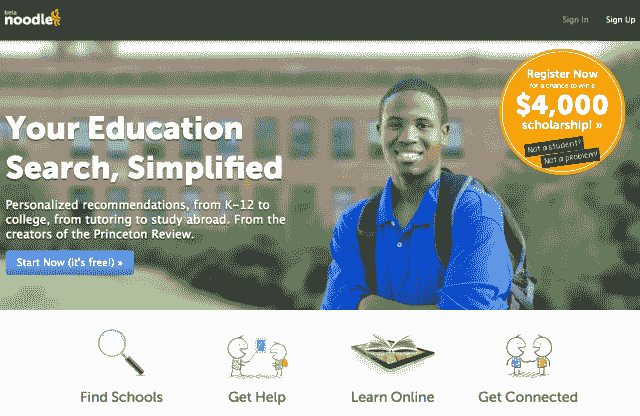 beta
noodle
Sign In
Sign Up
Register Now
for a chance to win a
$4,000
scholarship! »
Not a student?
Not a problem!
Your Education
Search, Simplified
Personalized recommendations, from K–12 to
college, from tutoring to study abroad. From the
creators of the Princeton Review.
Start Now (it's free!) »
Find Schools
Get Help
Learn Online
Get Connected